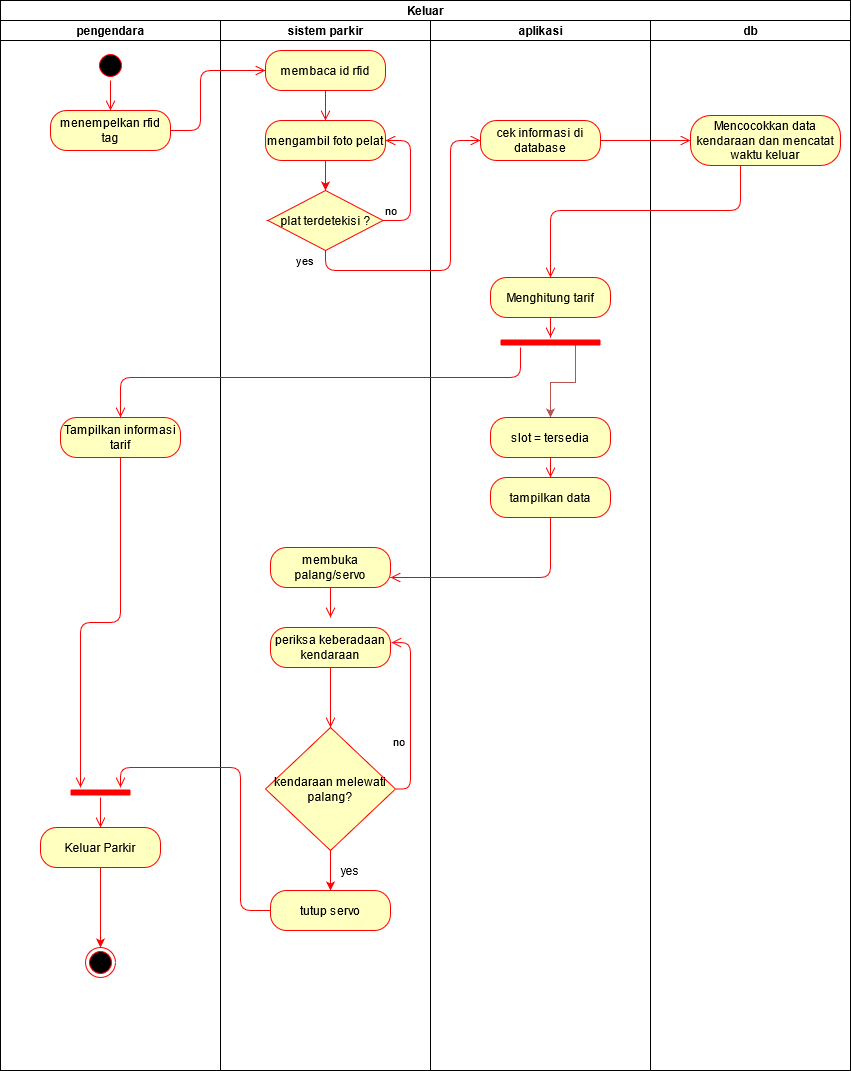 Keluar
pengendara
sistem parkir
aplikasi
db
membaca id rfid
menempelkan rfid
tag
mengambil foto pelat
cek informasi di
database
Mencocokkan data
kendaraan dan mencatat
waktu keluar
plat terdetekisi ?
no
yes
Menghitung tarif
Tampilkan informasi
tarif
slot = tersedia
tampilkan data
membuka
palang/servo
periksa keberadaan
kendaraan
no
kendaraan melewati
palang?
Keluar Parkir
yes
tutup servo